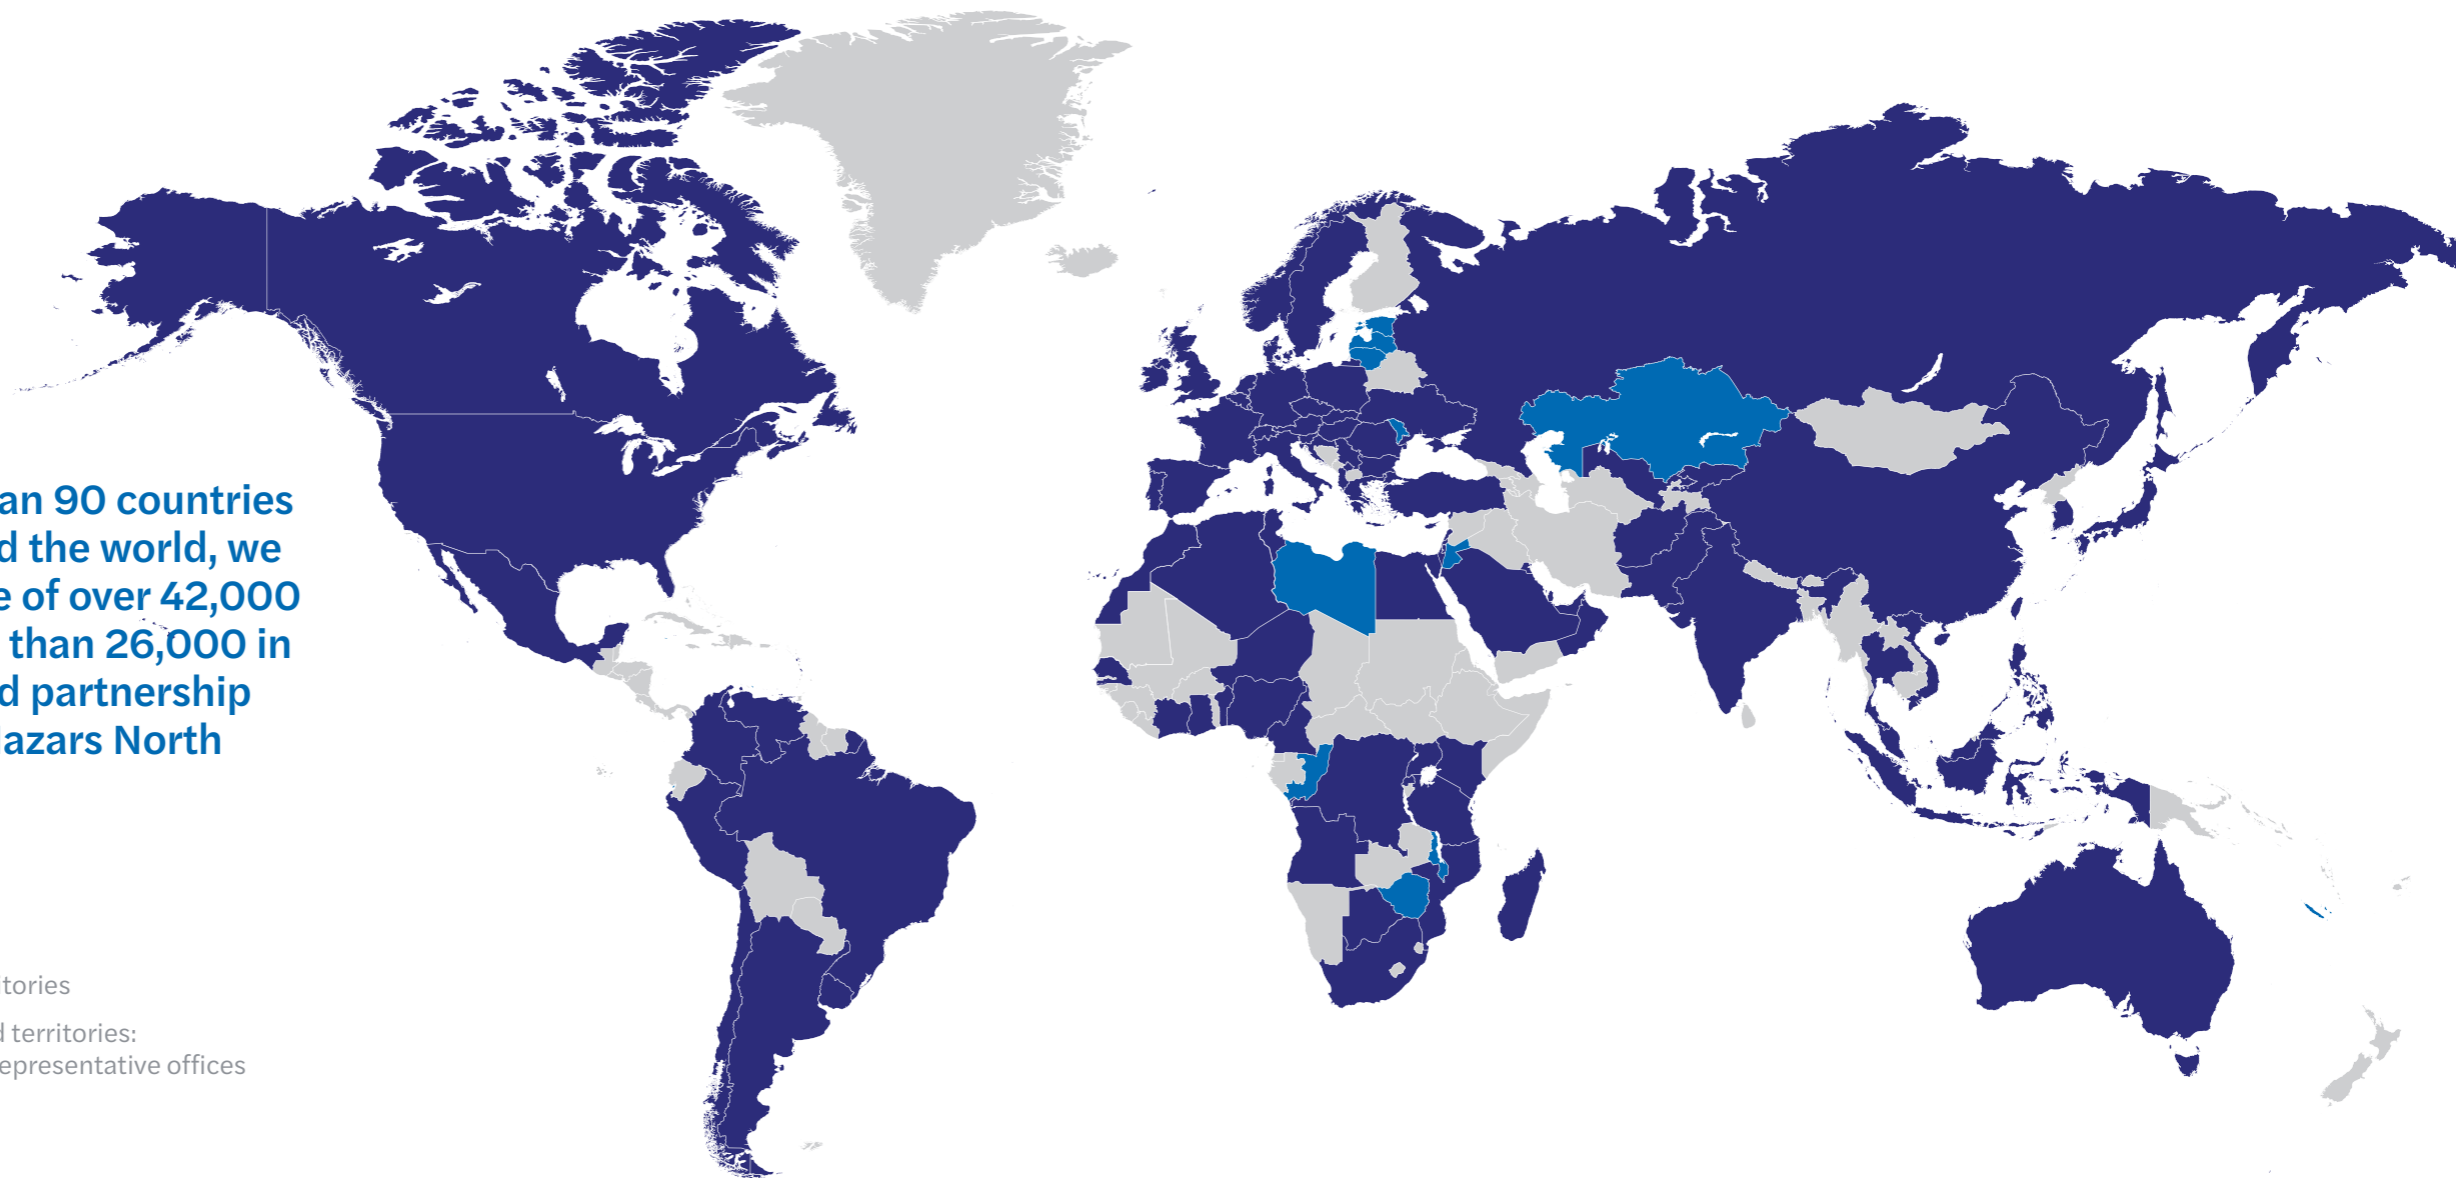 an 90 countries
d the world, we
e of over 42,000
than 26,000 in
d partnership
azars North
itories
d territories:
epresentative offices